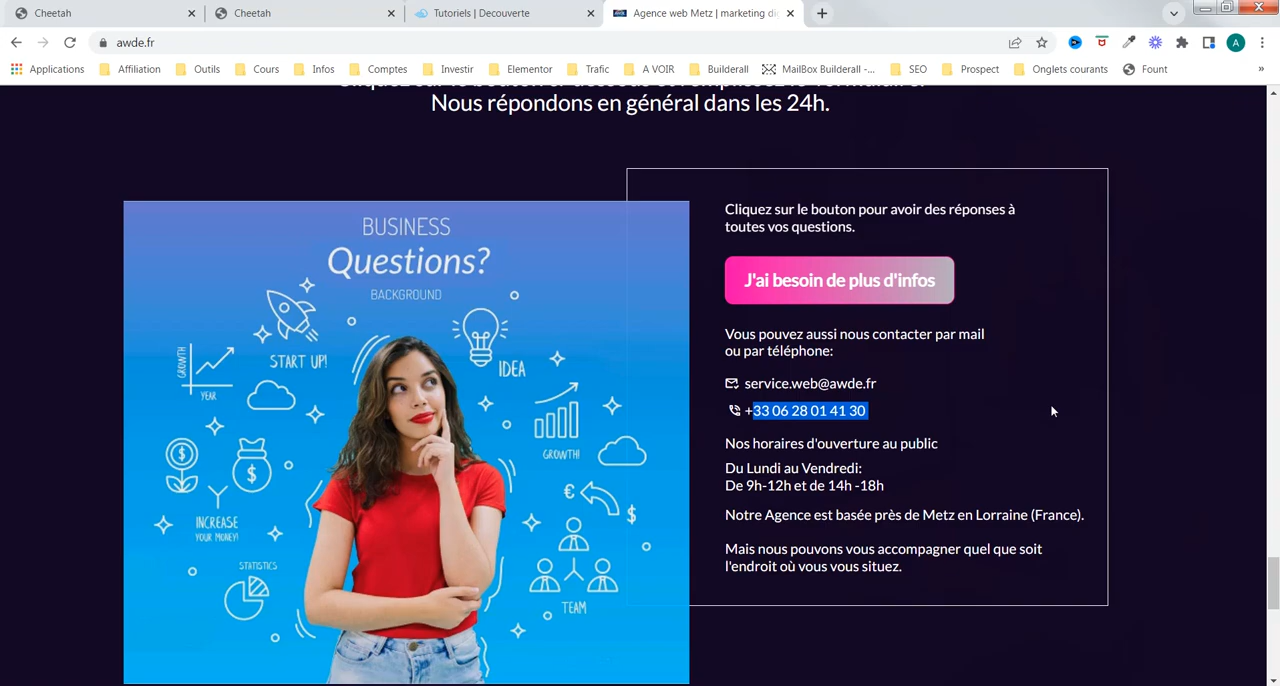 Cheetah
Cheetah
Tutoriels | Decouverte
Agence web Metz | marketing di
awde.fr
A
Applications
Affiliation
Outils
Cours
Infos
Comptes
Investir
Elementor
Trafic
A VOIR
Builderall
MailBox Builderall -...
SEO
Prospect
Onglets courants
Fount
»
Nous répondons en général dans les 24h.
BUSINESS
Questions?
BACKGROUND
START UP!
IDEA
GROWTH
YEAR
GROWTH!
INCREASE
YOUR MONEY!
STATISTICS
TEAM
Cliquez sur le bouton pour avoir des réponses à
toutes vos questions.
J'ai besoin de plus d'infos
Vous pouvez aussi nous contacter par mail
ou par téléphone:
service.web@awde.fr
+33 06 28 01 41 30
Nos horaires d'ouverture au public
Du Lundi au Vendredi:
De 9h-12h et de 14h -18h
Notre Agence est basée près de Metz en Lorraine (France).
Mais nous pouvons vous accompagner quel que soit
l'endroit où vous vous situez.